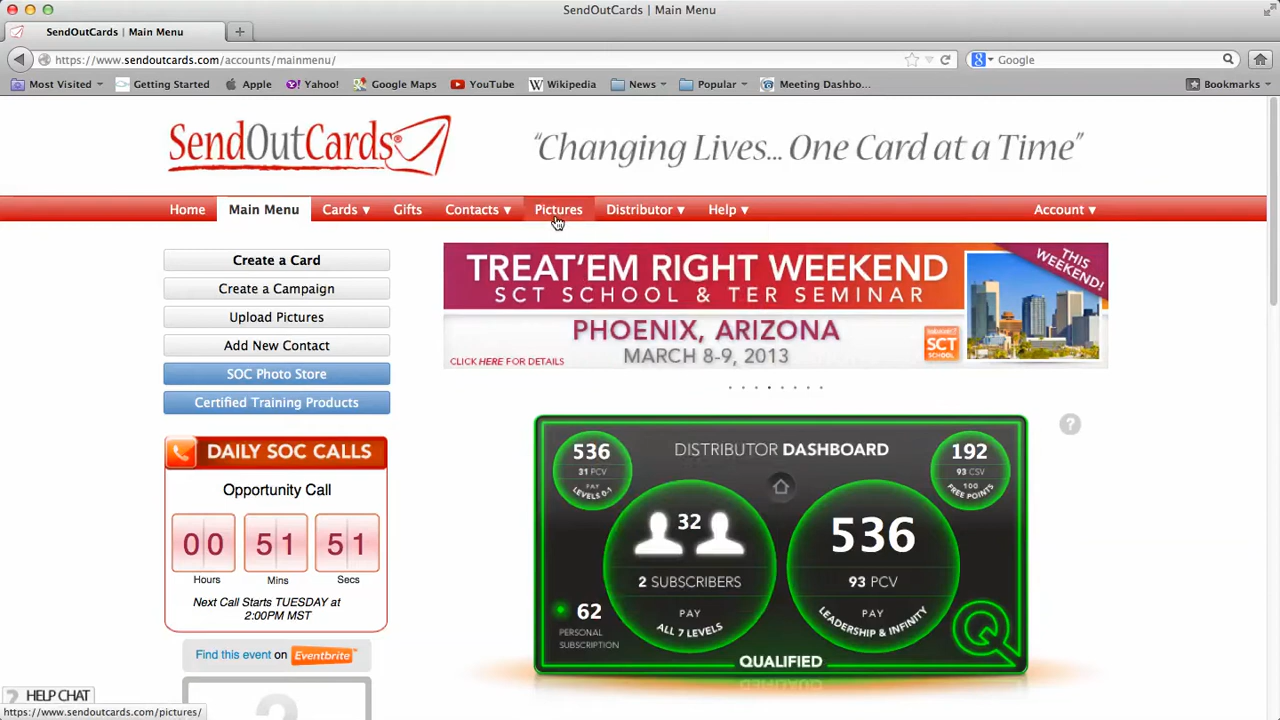 SendOutCards | Main Menu
SendOutCards | Main Menu
https://www.sendoutcards.com/accounts/mainmenu/
Google
Most Visited
Getting Started
Apple
Yahoo!
Google Maps
YouTube
Wikipedia
News
Popular
Meeting Dashbo...
Bookmarks
SendOutCards
"Changing Lives... One Card at a Time"
Home
Main Menu
Cards
Gifts
Contacts
Pictures
Distributor
Help
Account
Create a Card
Create a Campaign
Upload Pictures
Add New Contact
SOC Photo Store
Certified Training Products
TREAT'EM RIGHT WEEKEND
SCT SCHOOL & TER SEMINAR
THIS WEEKEND!
PHOENIX, ARIZONA
MARCH 8-9, 2013
CLICK HERE FOR DETAILS
SCT
SCHOOL
DAILY SOC CALLS
Opportunity Call
00 51 51
Hours Mins Secs
Next Call Starts TUESDAY at
2:00PM MST
Find this event on Eventbrite
?
DISTRIBUTOR DASHBOARD
?
536
31 PCV
PAY
LEVELS 0-1
192
93 CSV
100
FREE POINTS
32
2 SUBSCRIBERS
PAY
ALL 7 LEVELS
536
93 PCV
PAY
LEADERSHIP & INFINITY
62
PERSONAL
SUBSCRIPTION
Q
QUALIFIED
? HELP CHAT
https://www.sendoutcards.com/pictures/